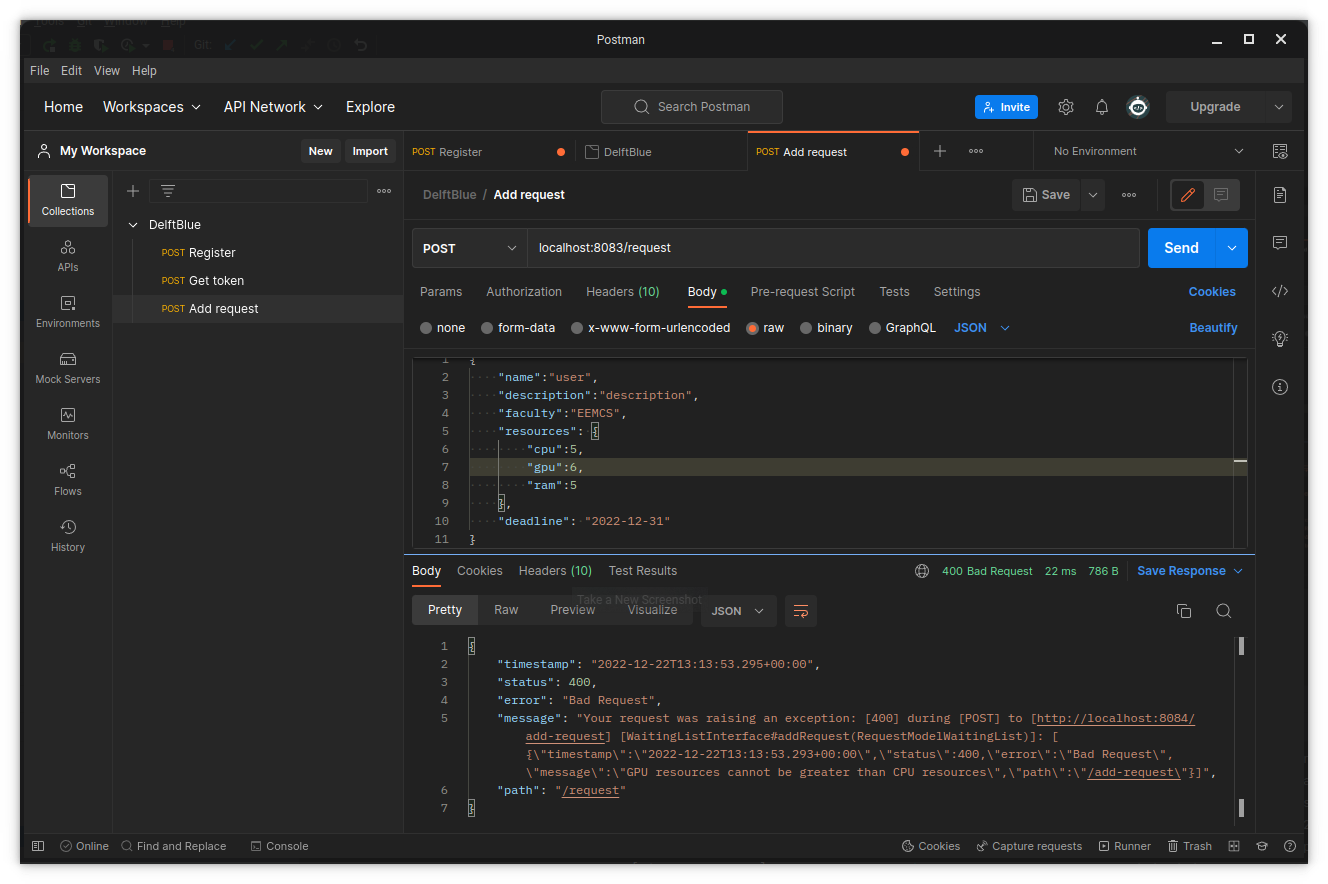 Tools Git Window Help
Git:
Postman
File Edit View Help
Home Workspaces API Network Explore Search Postman Invite Upgrade
My Workspace New Import POST Register DelftBlue POST Add request No Environment
Collections
APIs
Environments
Mock Servers
Monitors
Flows
History
DelftBlue
POST Register
POST Get token
POST Add request
DelftBlue / Add request Save
POST localhost:8083/request Send
Params Authorization Headers (10) Body Pre-request Script Tests Settings Cookies
none form-data x-www-form-urlencoded raw binary GraphQL JSON Beautify
1 {
2 "name":"user",
3 "description":"description",
4 "faculty":"EEMCS",
5 "resources": {
6 "cpu":5,
7 "gpu":6,
8 "ram":5
9 },
10 "deadline": "2022-12-31"
11 }
Body Cookies Headers (10) Test Results 400 Bad Request 22 ms 786 B Save Response
Take a New Screenshot
Pretty Raw Preview Visualize JSON
1 {
2 "timestamp": "2022-12-22T13:13:53.295+00:00",
3 "status": 400,
4 "error": "Bad Request",
5 "message": "Your request was raising an exception: [400] during [POST] to [http://localhost:8084/
add-request] [WaitingListInterface#addRequest(RequestModelWaitingList)]: [
{\"timestamp\":\"2022-12-22T13:13:53.293+00:00\",\"status\":400,\"error\":\"Bad Request\",
\"message\":\"GPU resources cannot be greater than CPU resources\",\"path\":\"/add-request\"}]",
6 "path": "/request"
7 }
Online Find and Replace Console Cookies Capture requests Runner Trash